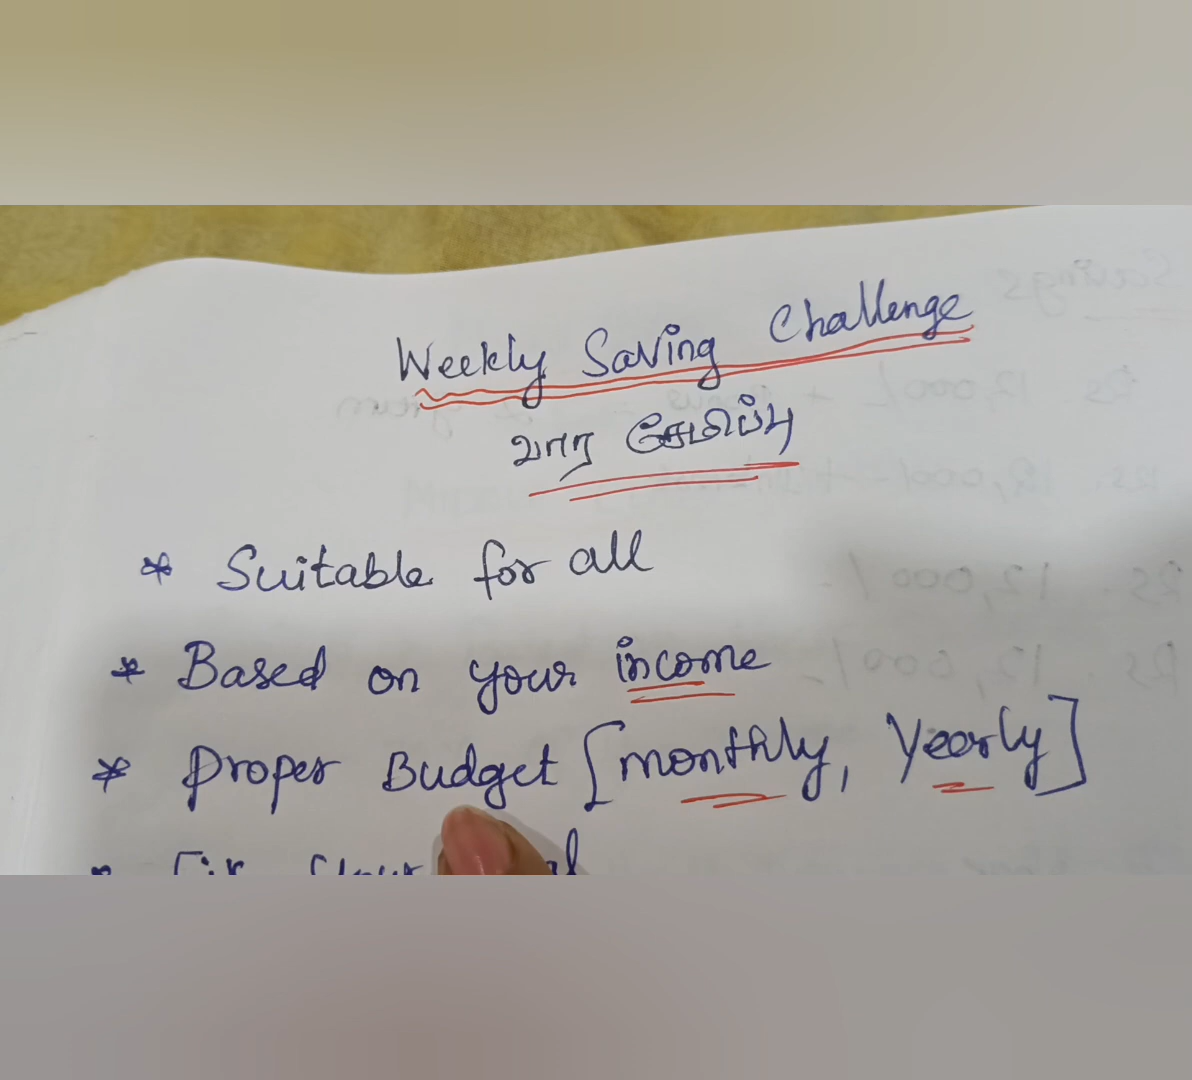 Weekly Saving Challenge
வார சேமிப்பு
* Suitable for all
* Based on your income
* Proper Budget [monthly, Yearly]